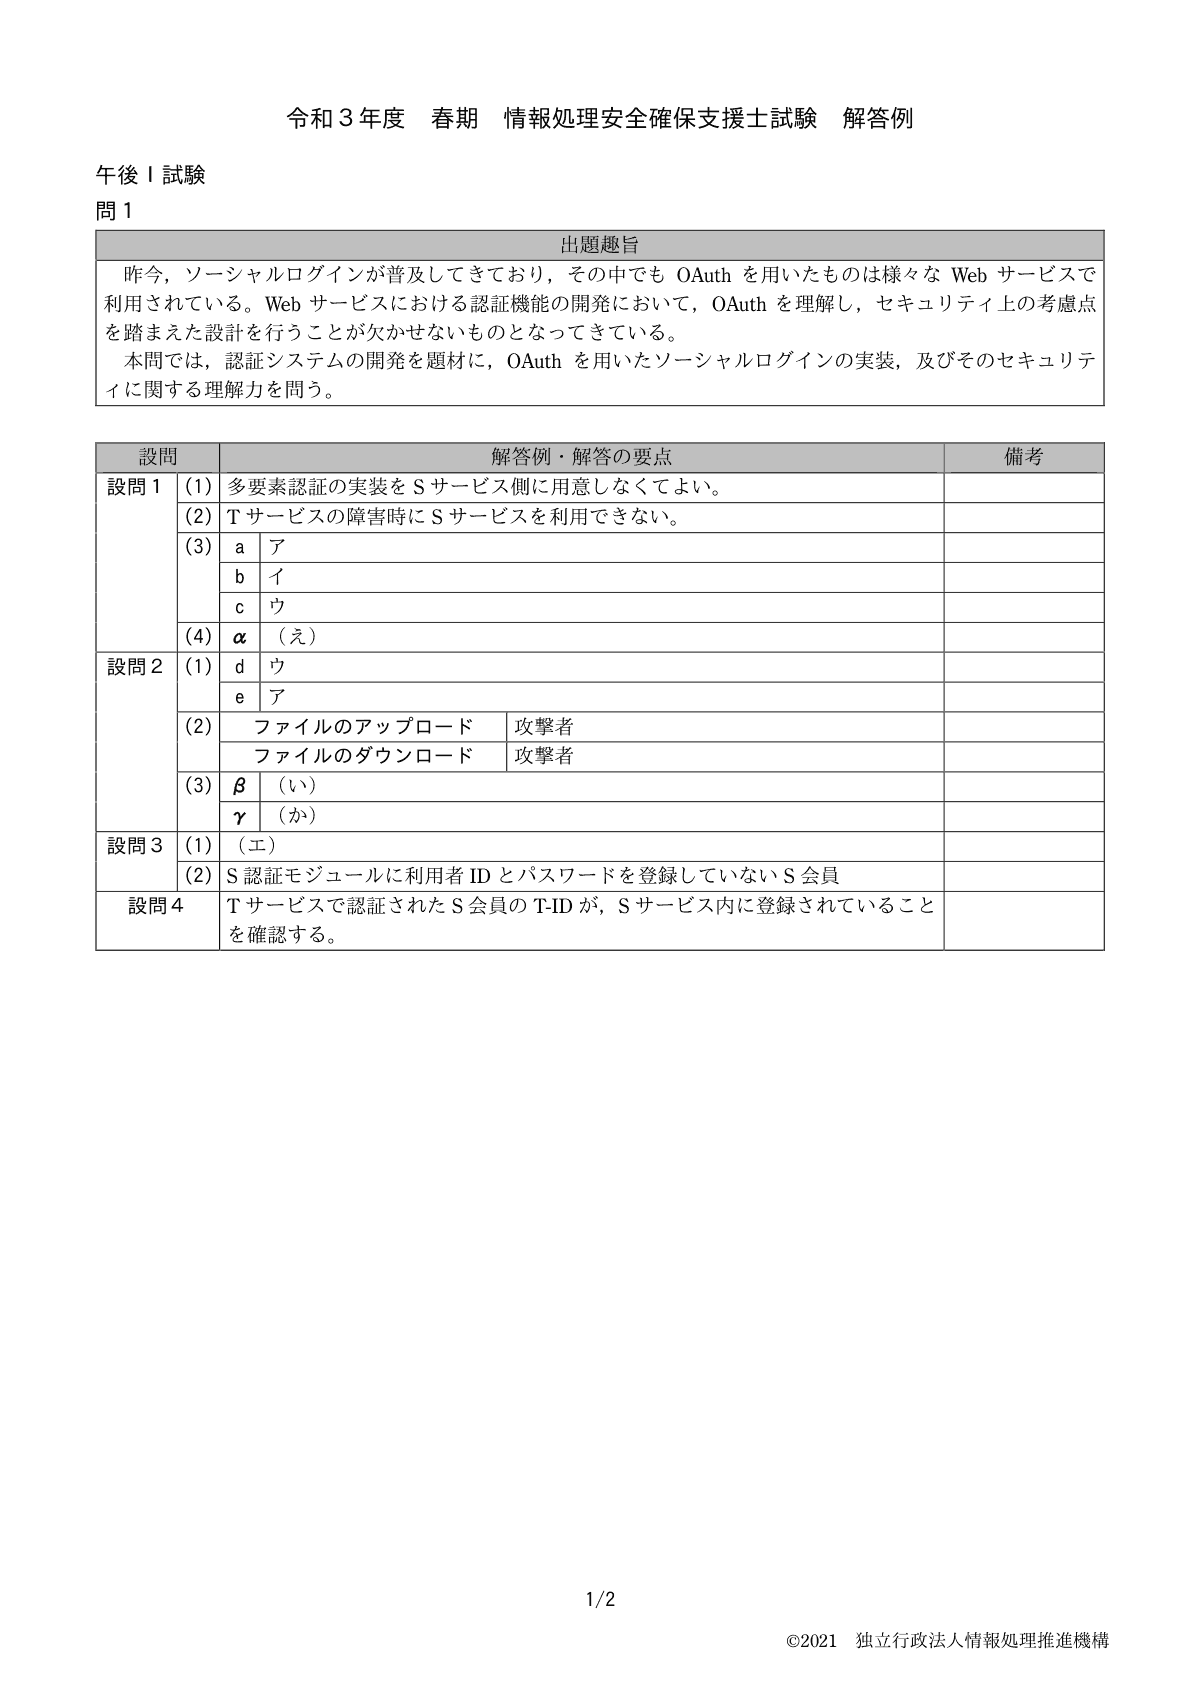 令和３年度　春期　情報処理安全確保支援士試験　解答例
午後Ⅰ試験
問１
出題趣旨
昨今，ソーシャルログインが普及してきており，その中でも OAuth を用いたものは様々な Web サービスで
利用されている。Web サービスにおける認証機能の開発において，OAuth を理解し，セキュリティ上の考慮点
を踏まえた設計を行うことが欠かせないものとなってきている。
本問では，認証システムの開発を題材に，OAuth を用いたソーシャルログインの実装，及びそのセキュリテ
ィに関する理解力を問う。
設問 解答例・解答の要点 備考
設問１ (1) 多要素認証の実装を S サービス側に用意しなくてよい。
(2) T サービスの障害時に S サービスを利用できない。
(3) a ア
b イ
c ウ
(4) α （え）
設問２ (1) d ウ
e ア
(2) ファイルのアップロード 攻撃者
ファイルのダウンロード 攻撃者
(3) β （い）
γ （か）
設問３ (1) （エ）
(2) S 認証モジュールに利用者 ID とパスワードを登録していない S 会員
設問４ T サービスで認証された S 会員の T-ID が，S サービス内に登録されていること
を確認する。
1/2
©2021　独立行政法人情報処理推進機構